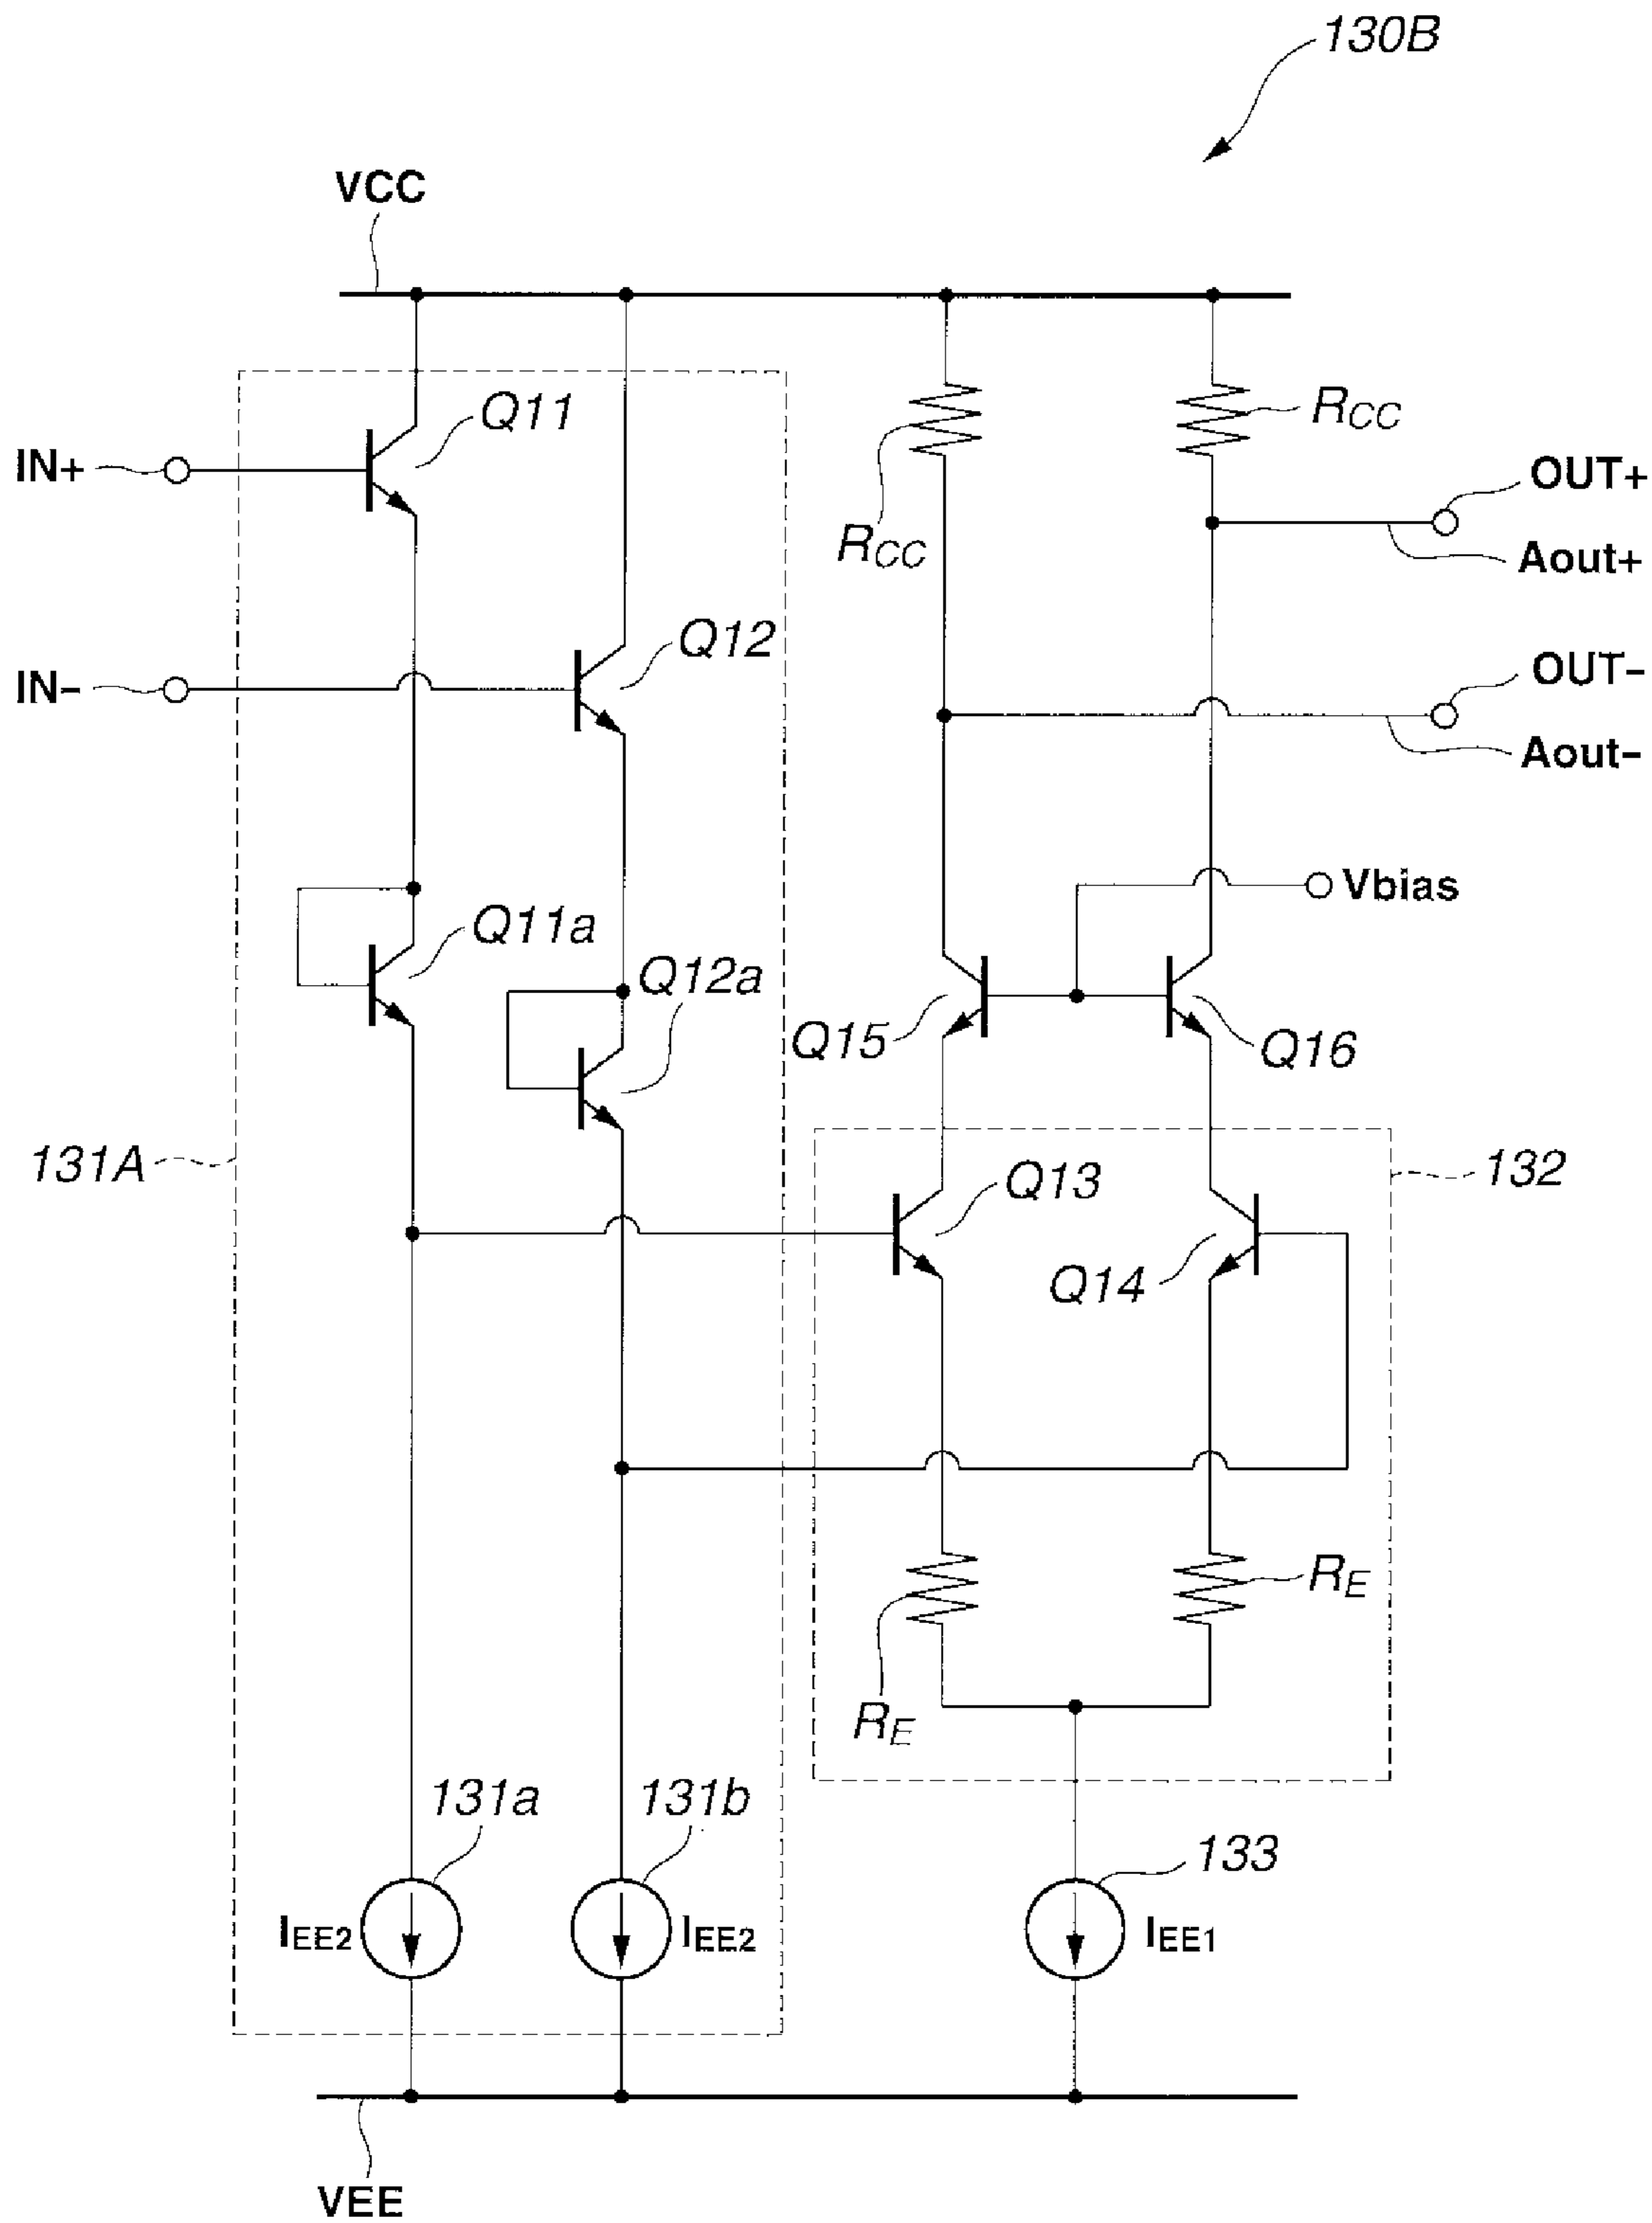 130B
VCC
Q11
RCC
IN+
OUT+
RCC
Aout+
Q12
OUT-
IN-
Aout-
Vbias
Q11a
Q12a
Q15
Q16
131A
Q13
132
Q14
RE
RE
131a
131b
133
IEE2
IEE2
IEE1
VEE